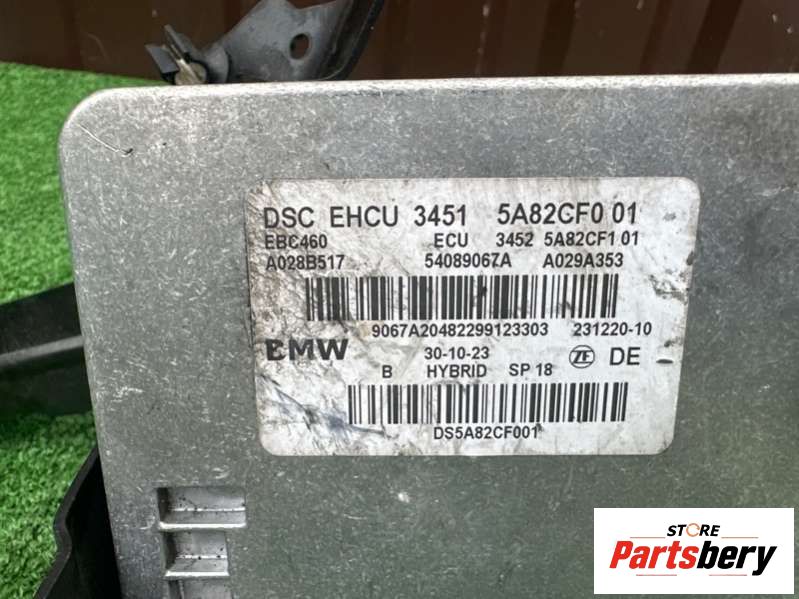 DSC EHCU 3451 5A82CF0 01
EBC460 ECU 3452 5A82CF1 01
A028B517 54089067A A029A353
9067A20482299123303 231220-10
BMW 30-10-23 ZF DE
B HYBRID SP 18
DS5A82CF001
STORE
Partsbery